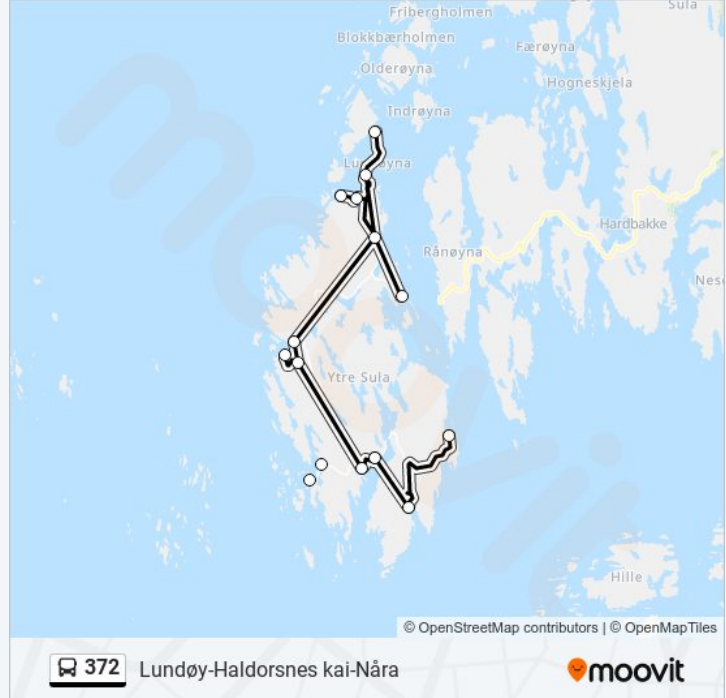 Sula
Fribergholmen
Blokkbærholmen
Færøyna
Olderøyna
Hogneskjela
Indrøyna
Hardbakke
Rånøyna
Ytre Sula
Hille
© OpenStreetMap contributors | © OpenMapTiles
372 Lundøy-Haldorsnes kai-Nåra
moovit